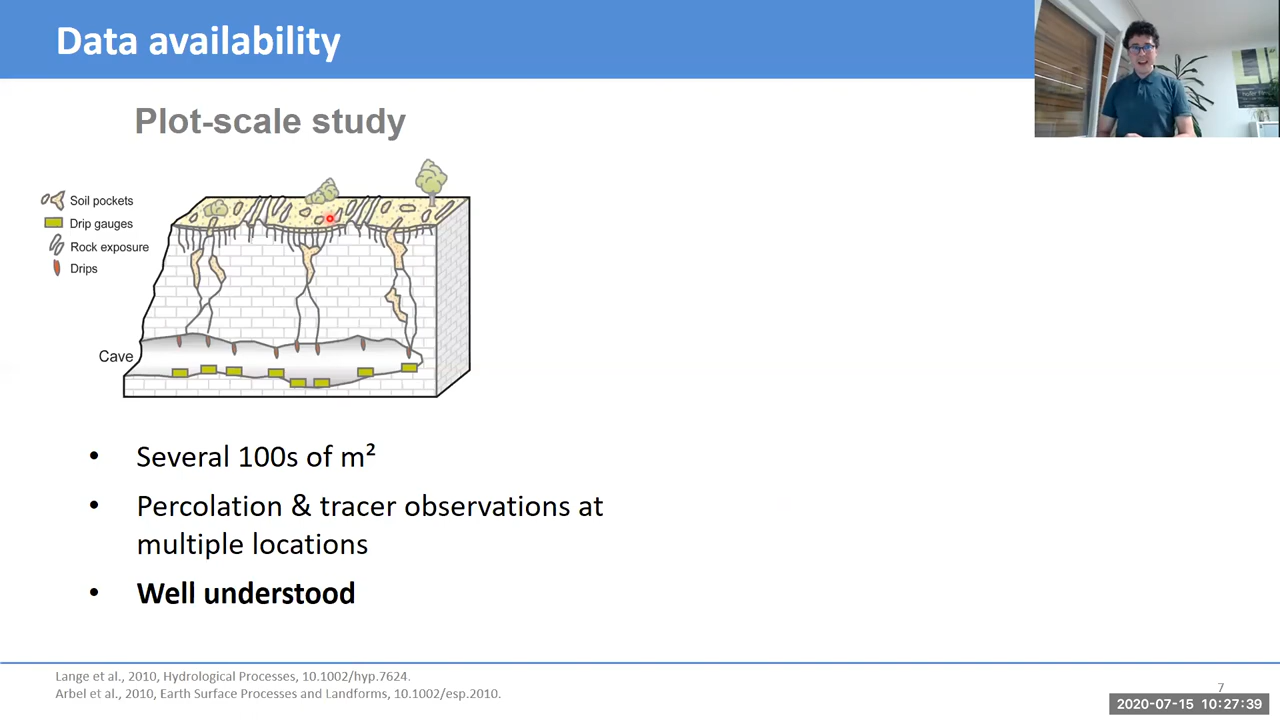 Data availability
Plot-scale study
Soil pockets
Drip gauges
Rock exposure
Drips
Cave
• Several 100s of m²
• Percolation & tracer observations at
multiple locations
• Well understood
Lange et al., 2010, Hydrological Processes, 10.1002/hyp.7624.
Arbel et al., 2010, Earth Surface Processes and Landforms, 10.1002/esp.2010.
7
2020-07-15 10:27:39